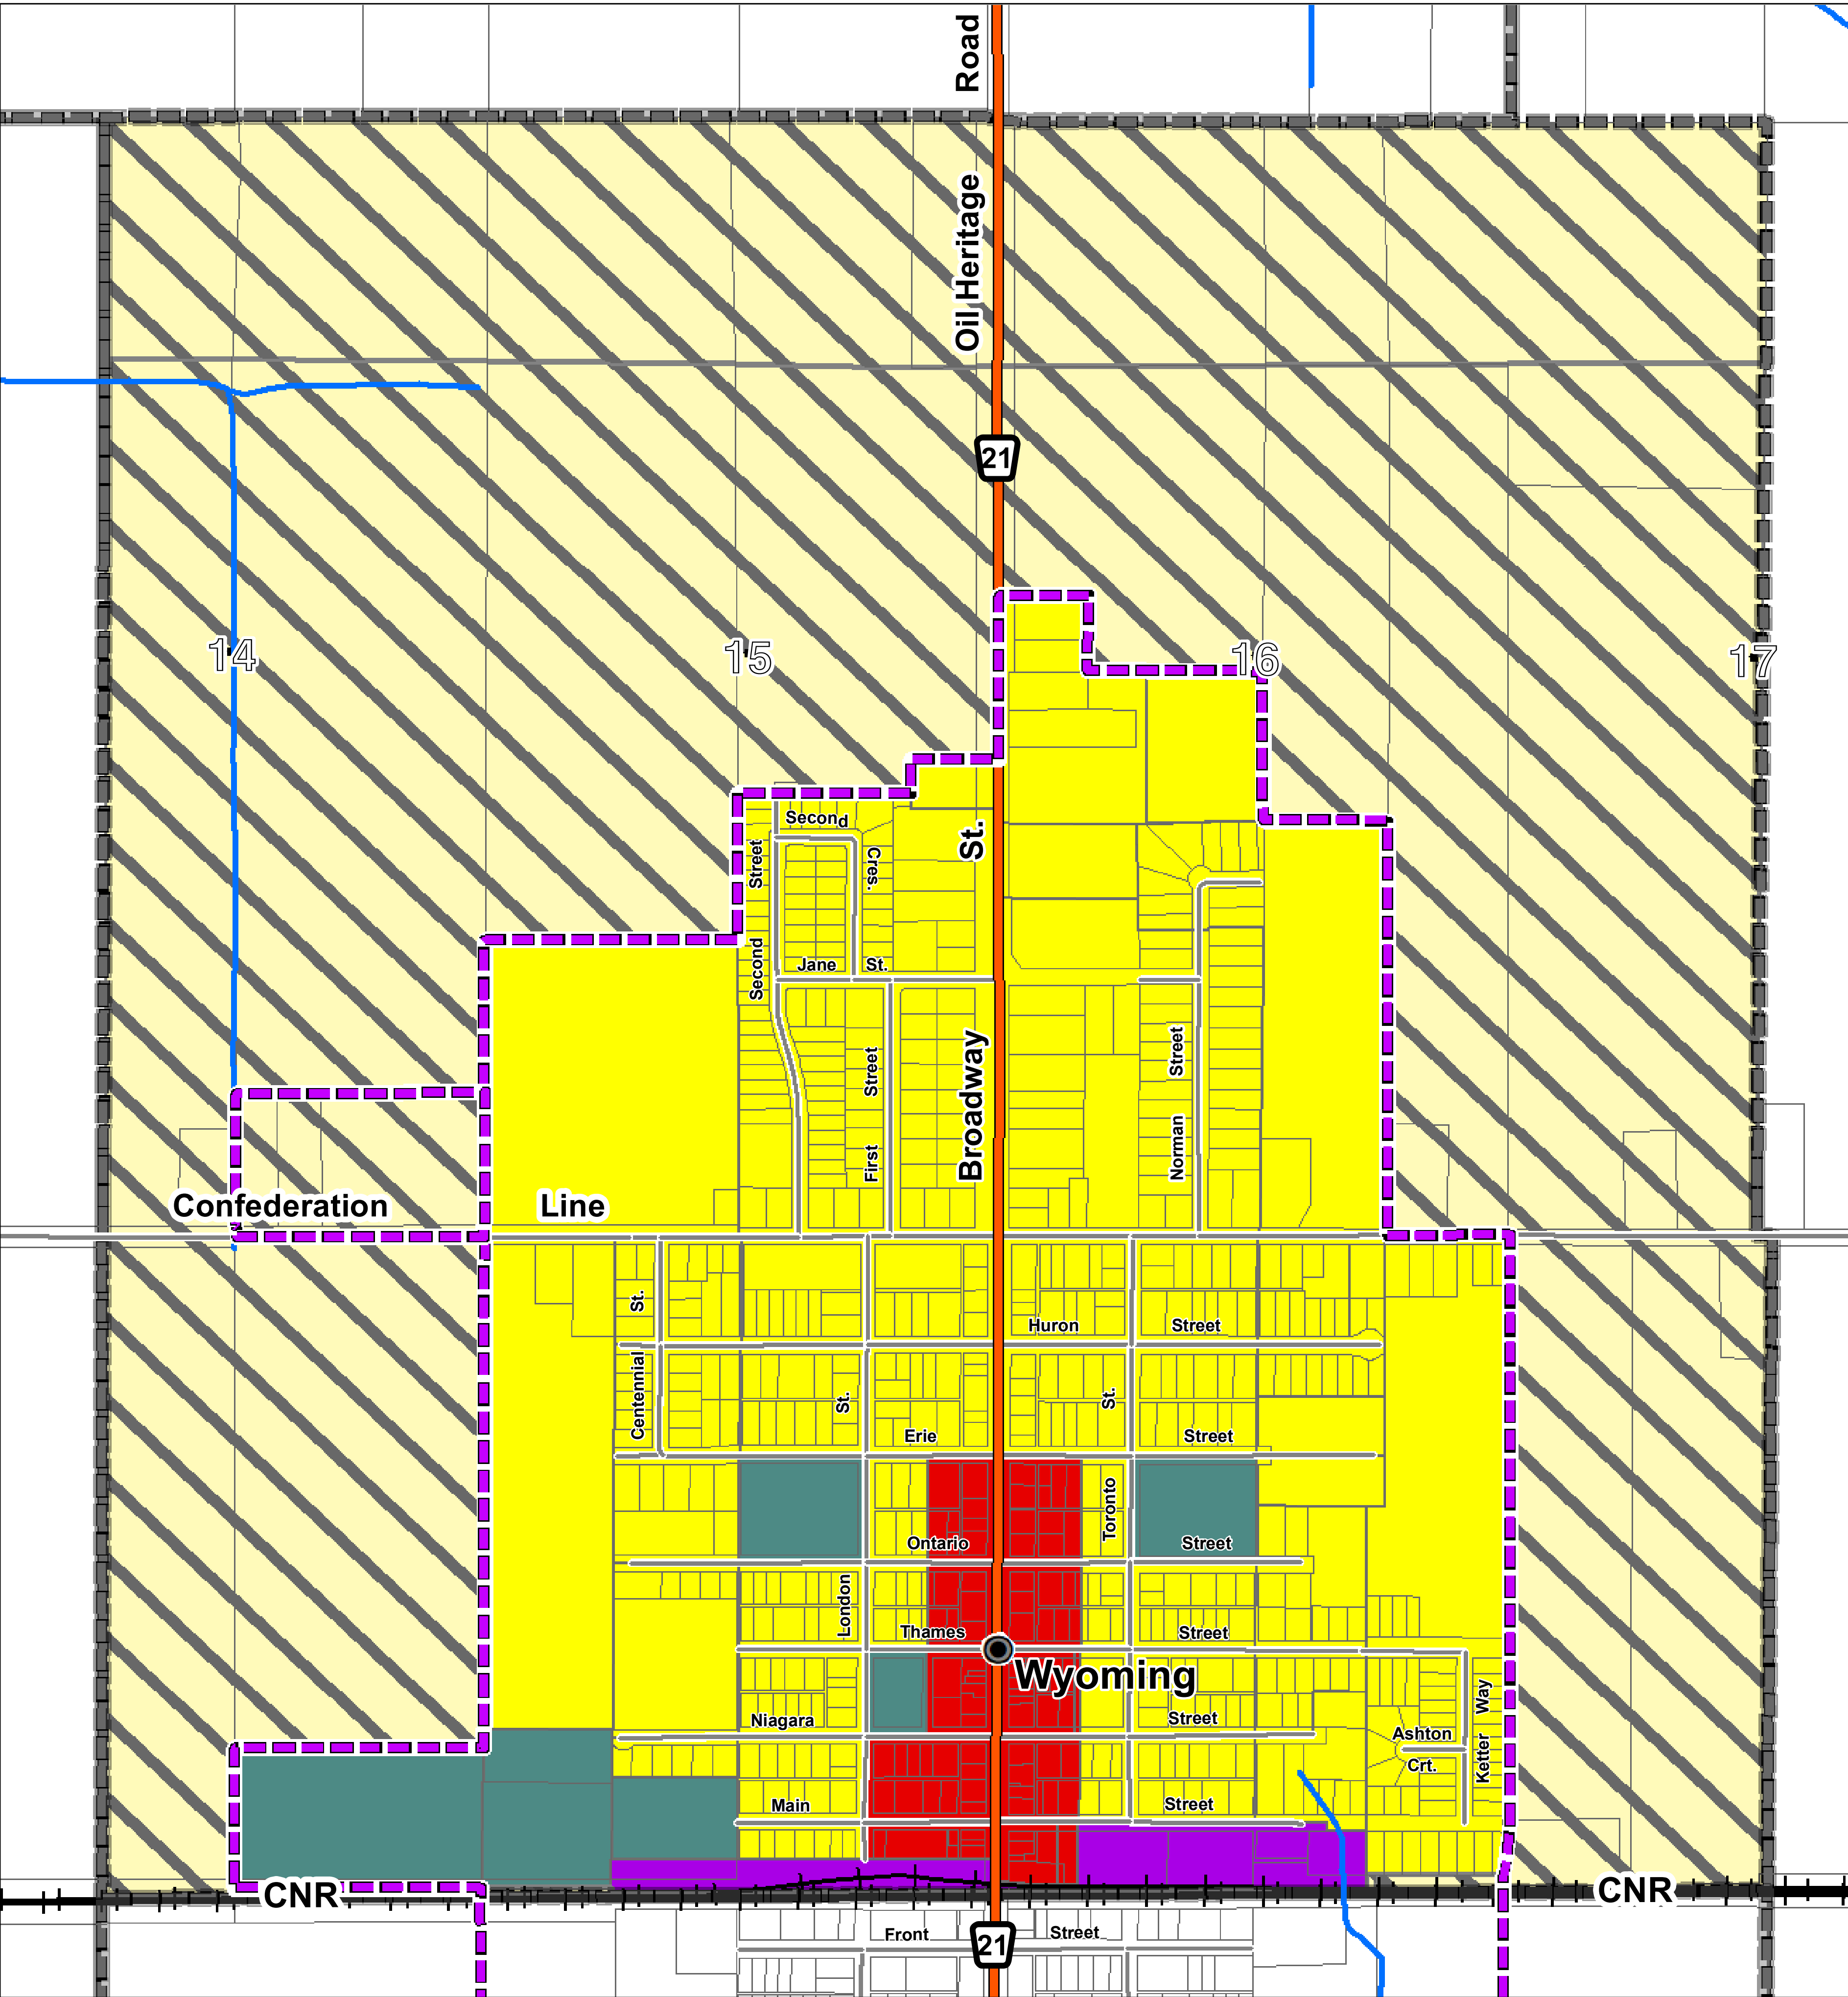 Road
Oil Heritage
21
14
15
16
17
Second
Street
Cres.
St.
Second
Jane
St.
Broadway
Street
First
Street
Norman
Confederation
Line
St.
Huron
Street
Centennial
St.
St.
Erie
Street
Toronto
Ontario
Street
London
Thames
Street
Wyoming
Niagara
Street
Way
Ashton
Ketter
Crt.
Main
Street
CNR
CNR
Front
Street
21